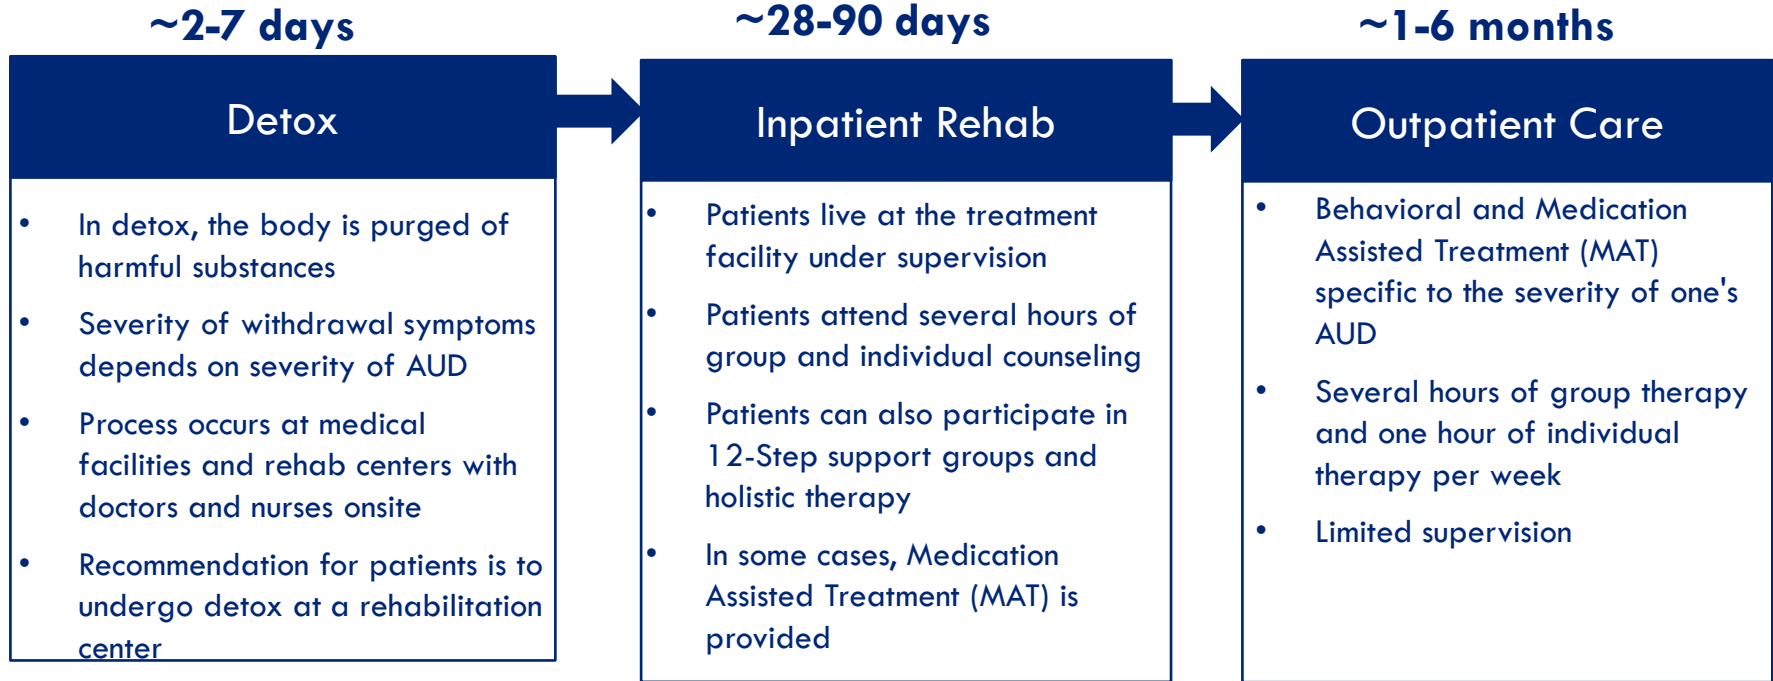 ~2-7 days
Detox
• In detox, the body is purged of
harmful substances
• Severity of withdrawal symptoms
depends on severity of AUD
• Process occurs at medical
facilities and rehab centers with
doctors and nurses onsite
• Recommendation for patients is to
undergo detox at a rehabilitation
center
~28-90 days
Inpatient Rehab
• Patients live at the treatment
facility under supervision
• Patients attend several hours of
group and individual counseling
• Patients can also participate in
12-Step support groups and
holistic therapy
• In some cases, Medication
Assisted Treatment (MAT) is
provided
~1-6 months
Outpatient Care
• Behavioral and Medication
Assisted Treatment (MAT)
specific to the severity of one's
AUD
• Several hours of group therapy
and one hour of individual
therapy per week
• Limited supervision